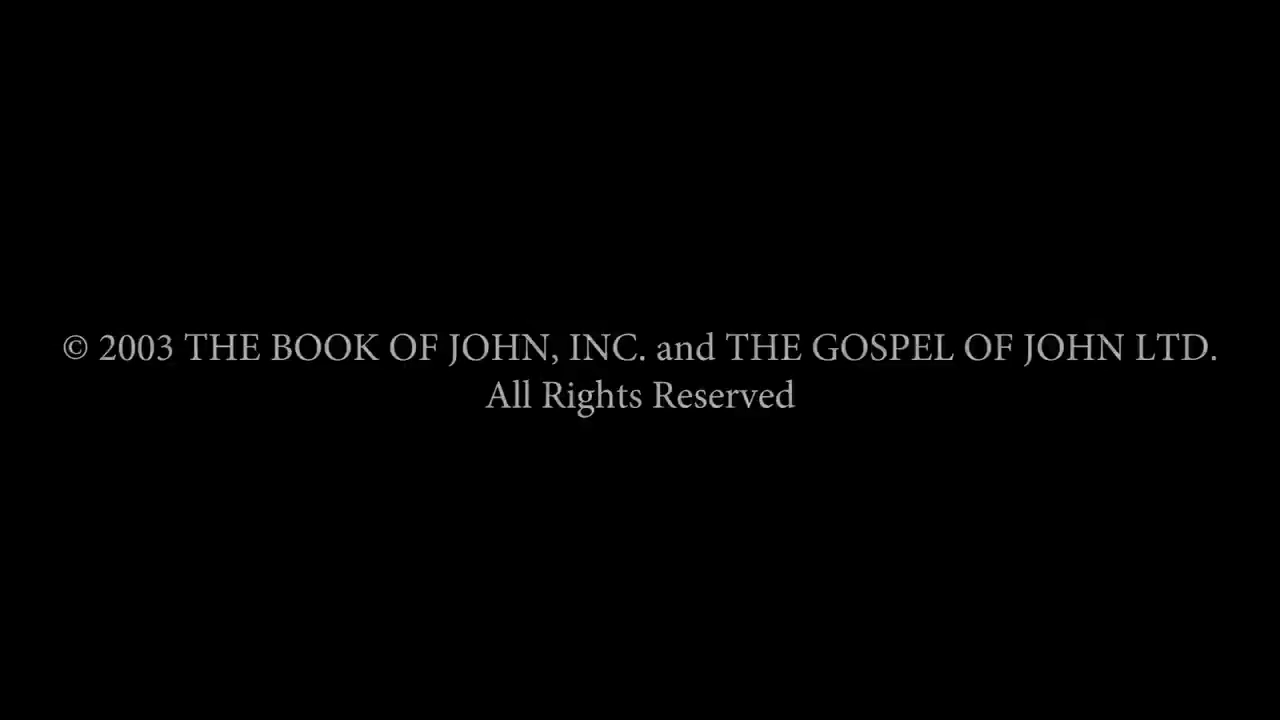 © 2003 THE BOOK OF JOHN, INC. and THE GOSPEL OF JOHN LTD.
All Rights Reserved